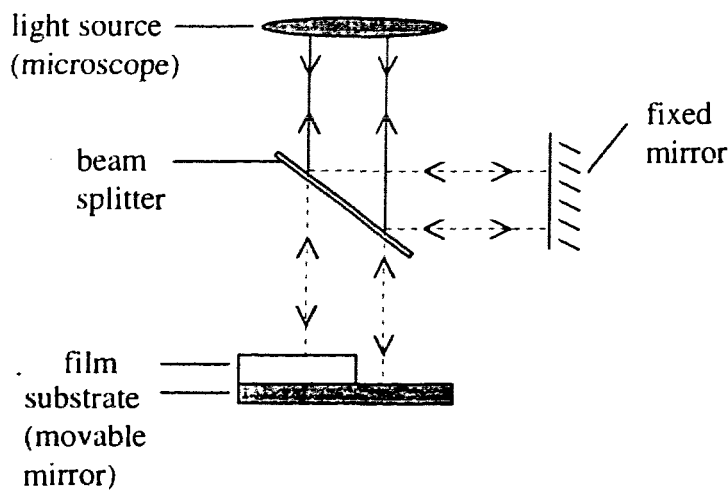 light source
(microscope)
fixed
mirror
beam
splitter
film
substrate
(movable
mirror)